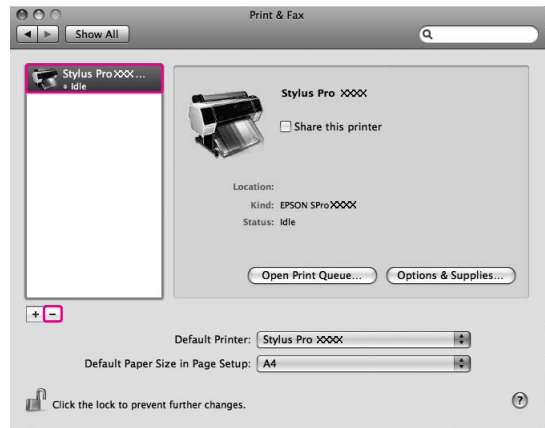 Print & Fax
Show All
Stylus Pro XXX...
Idle
Stylus Pro XXXX
Share this printer
Location:
Kind: EPSON SPro XXXX
Status: Idle
Open Print Queue...
Options & Supplies...
+ −
Default Printer: Stylus Pro XXXX
Default Paper Size in Page Setup: A4
Click the lock to prevent further changes.
?